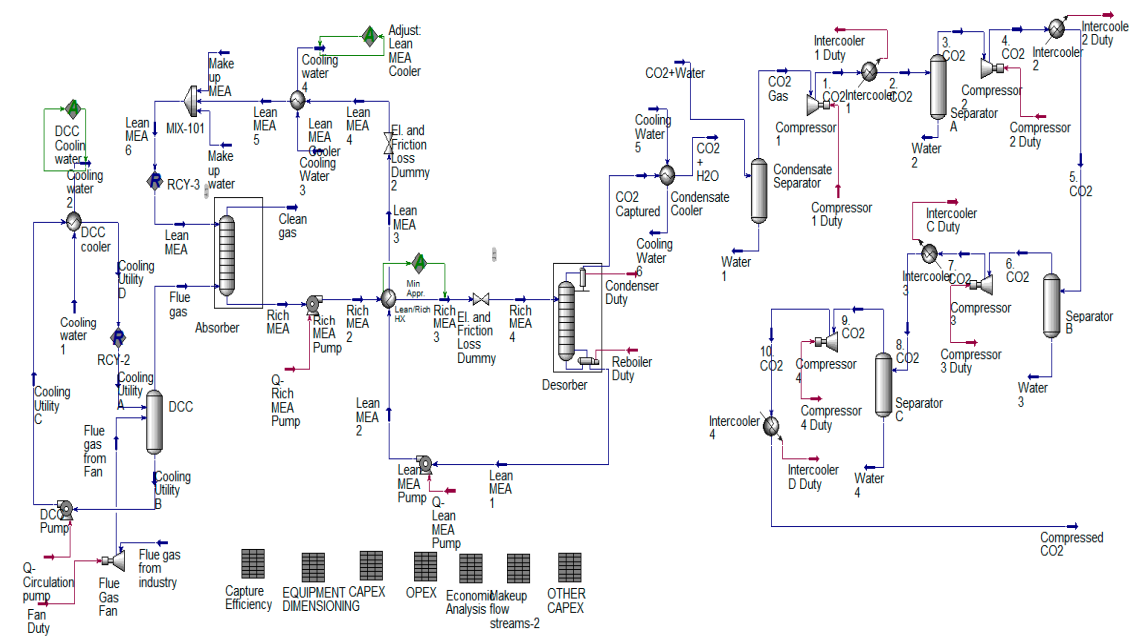 Adjust:
Lean
MEA
Cooler
Cooling
water
4
Make
up
MEA
MIX-101
Make
up
water
Lean
MEA
5
Lean
MEA
4
Lean
MEA
Cooler
Cooling
Water
3
El. and
Friction
Loss
Dummy
2
Lean
MEA
3
DCC
Coolin
water
Cooling
water
2
DCC
cooler
Lean
MEA
6
RCY-3
Lean
MEA
Clean
gas
Absorber
Flue
gas
Rich
MEA
Rich
MEA
Pump
Q-
Rich
MEA
Pump
Rich
MEA
2
Lean/Rich
HX
Min
Appr.
Rich
MEA
3
El. and
Friction
Loss
Dummy
Rich
MEA
4
Desorber
Condenser
Duty
Reboiler
Duty
Lean
MEA
2
Lean
MEA
Pump
Q-
Lean
MEA
Pump
Lean
MEA
1
Cooling
Utility
D
Cooling
water
1
RCY-2
Cooling
Utility
A
Cooling
Utility
C
DCC
Flue
gas
from
Fan
Cooling
Utility
B
DCC
Pump
Q-
Circulation
pump
Fan
Duty
Flue
Gas
Fan
Flue gas
from
industry
Capture
Efficiency
EQUIPMENT
DIMENSIONING
CAPEX
OPEX
Economic
Analysis
Makeup
flow
streams-2
OTHER
CAPEX
CO2+Water
Cooling
Water
5
CO2
+
H2O
CO2
Captured
Condensate
Cooler
Cooling
Water
6
CO2
Gas
Condensate
Separator
Water
1
Compressor
1
Compressor
1 Duty
1.
CO2
Intercooler
1 Duty
Intercooler
1
2.
CO2
3.
CO2
Separator
A
Water
2
Compressor
2
Compressor
2 Duty
4.
CO2
Intercooler
2
Intercoole
2 Duty
5.
CO2
Separator
B
Water
3
6.
CO2
Compressor
3
Compressor
3 Duty
7.
CO2
Intercooler
C Duty
Intercooler
3
8.
CO2
Separator
C
Water
4
9.
CO2
Compressor
4
Compressor
4 Duty
10.
CO2
Intercooler
4
Intercooler
D Duty
Compressed
CO2